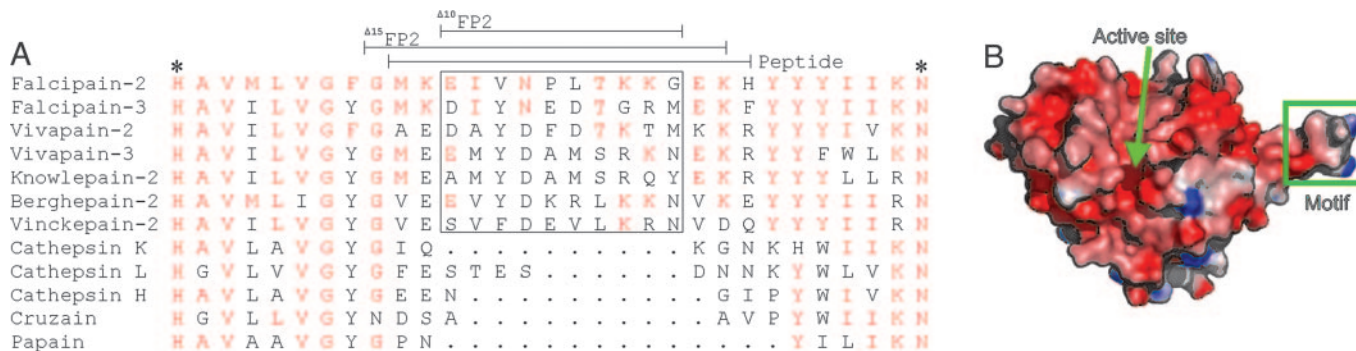 Δ10FP2
Δ15FP2
A
Peptide
* *
Falcipain-2 H A V M L V G F G M K E I V N P L T K K G E K H Y Y Y I I K N
Falcipain-3 H A V I L V G Y G M K D I Y N E D T G R M E K F Y Y Y I I K N
Vivapain-2 H A V I L V G F G A E D A Y D F D T K T M K K R Y Y Y I V K N
Vivapain-3 H A V I L V G Y G M E E M Y D A M S R K N E K R Y Y F W L K N
Knowlepain-2 H A V I L V G Y G M E A M Y D A M S R Q Y E K R Y Y Y L L R N
Berghepain-2 H A V M L I G Y G V E E V Y D K R L K K N V K E Y Y Y I I R N
Vinckepain-2 H A V I L V G Y G V E S V F D E V L K R N V D Q Y Y Y I I R N
Cathepsin K H A V L A V G Y G I Q . . . . . . . . . . K G N K H W I I K N
Cathepsin L H G V L V V G Y G F E S T E S . . . . . . D N N K Y W L V K N
Cathepsin H H A V L A V G Y G E E N . . . . . . . . . . G I P Y W I V K N
Cruzain H G V L L V G Y N D S A . . . . . . . . . . A V P Y W I I K N
Papain H A V A A V G Y G P N . . . . . . . . . . . . . . Y I L I K N
B
Active site
Motif